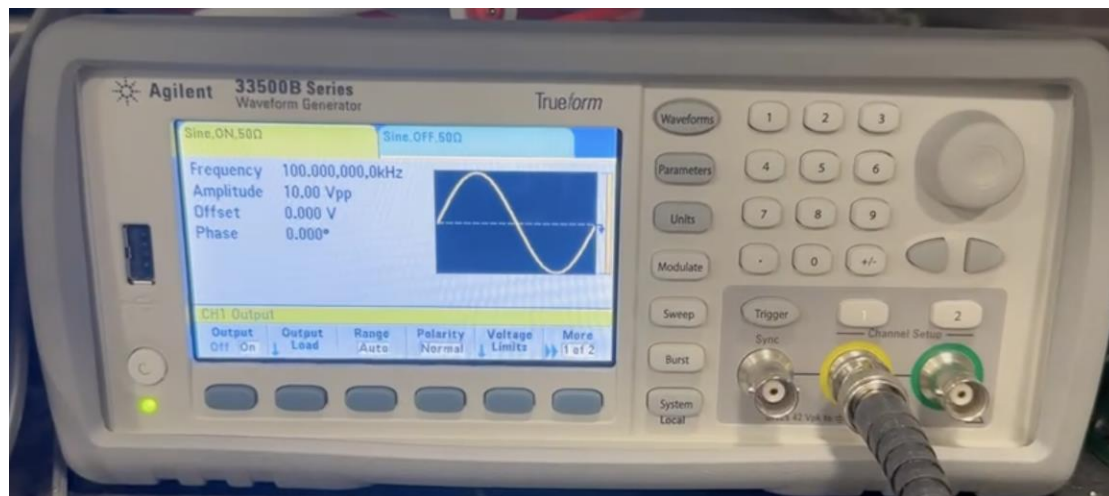 Agilent 33500B Series
Waveform Generator
Trueform
Sine,ON,50Ω
Sine,OFF,50Ω
Frequency 100.000,000,0kHz
Amplitude 10.00 Vpp
Offset 0.000 V
Phase 0.000°
CH1 Output
Output Output Range Polarity Voltage More
Off On Load Auto Normal Limits 1 of 2
Waveforms
1 2 3
Parameters
4 5 6
Units
7 8 9
Modulate
. 0 +/-
Sweep
Trigger
1 2
Channel Setup
Sync
Burst
System
Local
42 Vpk